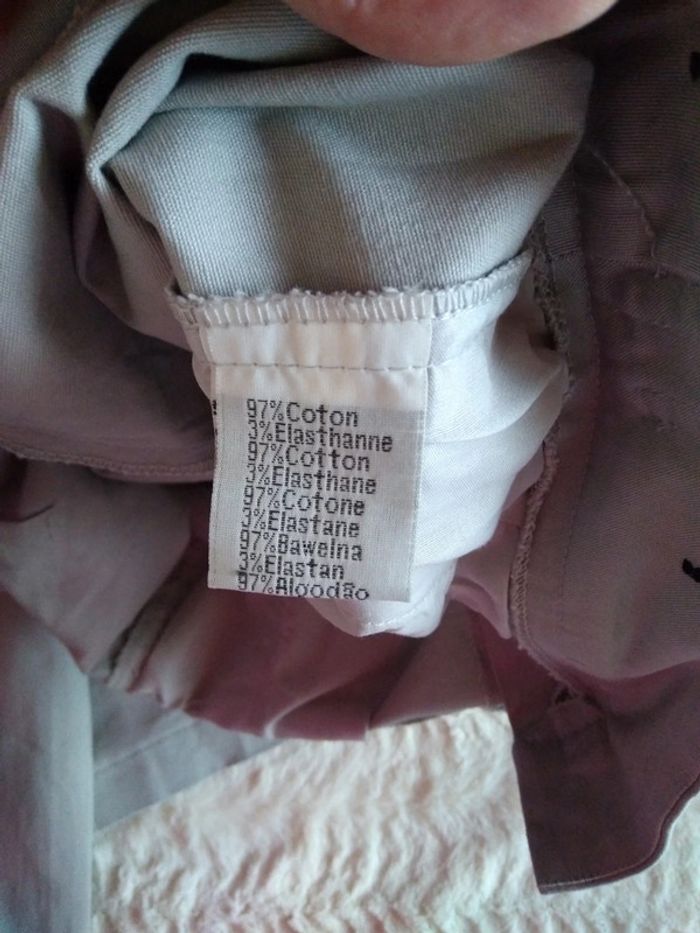 97%Coton
3%Elasthanne
97%Cotton
3%Elasthane
97%Cotone
3%Elastane
97%Bawelna
3%Elastan
97%Algodão